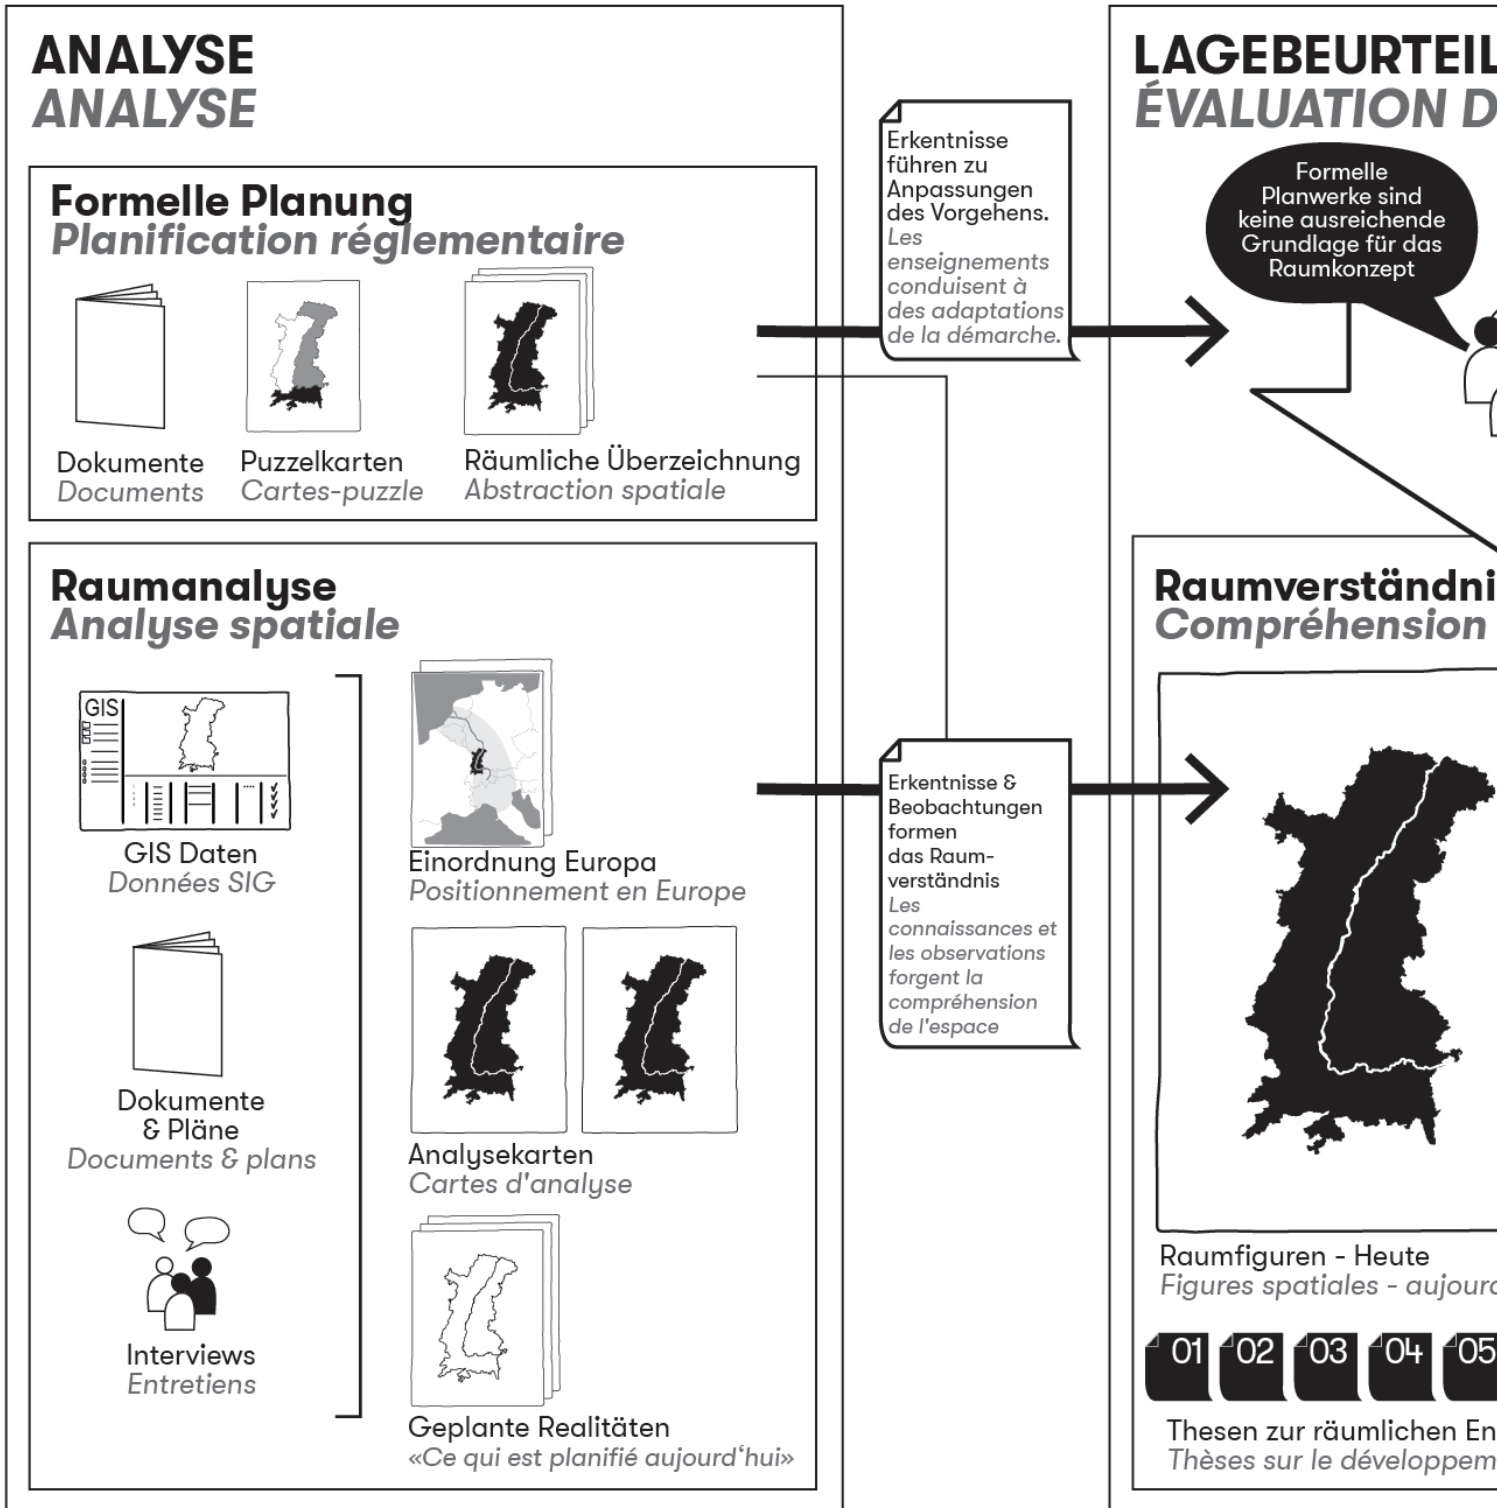 ANALYSE
ANALYSE
Formelle Planung
Planification réglementaire
Dokumente
Documents
Puzzelkarten
Cartes-puzzle
Räumliche Überzeichnung
Abstraction spatiale
Raumanalyse
Analyse spatiale
GIS
GIS Daten
Données SIG
Dokumente
& Pläne
Documents & plans
Interviews
Entretiens
Einordnung Europa
Positionnement en Europe
Analysekarten
Cartes d'analyse
Geplante Realitäten
«Ce qui est planifié aujourd‘hui»
Erkentnisse
führen zu
Anpassungen
des Vorgehens.
Les
enseignements
conduisent à
des adaptations
de la démarche.
Erkentnisse &
Beobachtungen
formen
das Raum-
verständnis
Les
connaissances et
les observations
forgent la
compréhension
de l'espace
LAGEBEURTEIL
ÉVALUATION D
Formelle
Planwerke sind
keine ausreichende
Grundlage für das
Raumkonzept
Raumverständni
Compréhension
Raumfiguren - Heute
Figures spatiales - aujourd
01 02 03 04 05
Thesen zur räumlichen En
Thèses sur le développem